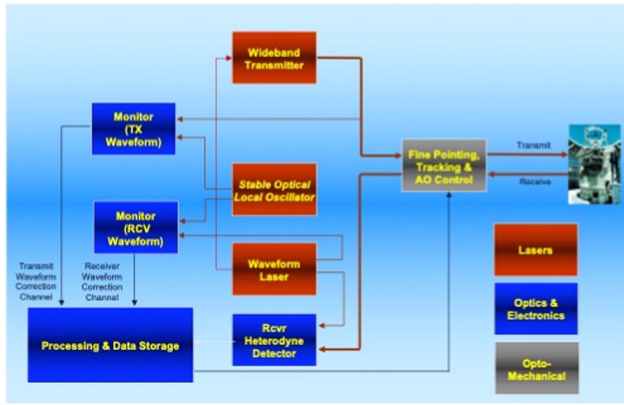 Wideband
Transmitter
Monitor
(TX
Waveform)
Fine Pointing,
Tracking &
AO Control
Transmit
Receive
Stable Optical
Local Oscillator
Monitor
(RCV
Waveform)
Waveform
Laser
Lasers
Transmit
Waveform
Correction
Channel
Receiver
Waveform
Correction
Channel
Optics &
Electronics
Processing & Data Storage
Rcvr
Heterodyne
Detector
Opto-
Mechanical